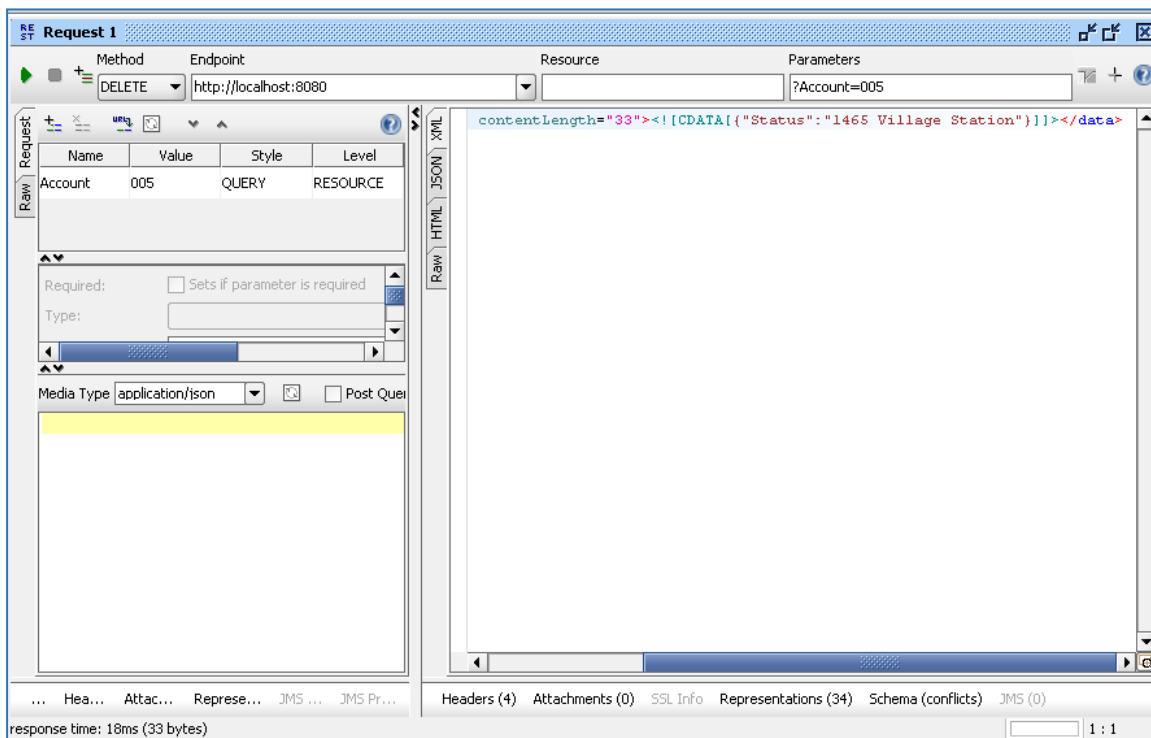 RE
ST Request 1
Method Endpoint Resource Parameters
DELETE http://localhost:8080 ?Account=005
Request
Raw
Name Value Style Level
Account 005 QUERY RESOURCE
Required: Sets if parameter is required
Type:
Media Type application/json Post Quer
... Hea... Attac... Represe... JMS ... JMS Pr...
XML
JSON
HTML
Raw
contentLength="33"><![CDATA[{"Status":"1465 Village Station"}]]></data>
Headers (4) Attachments (0) SSL Info Representations (34) Schema (conflicts) JMS (0)
response time: 18ms (33 bytes) 1 : 1